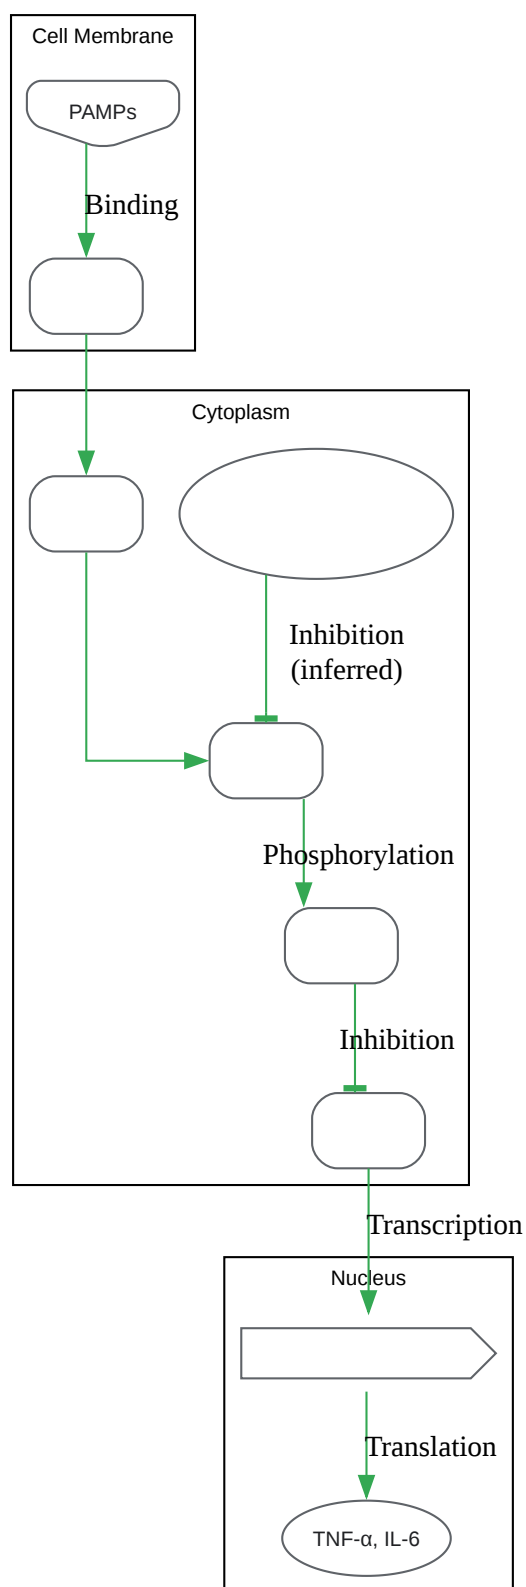 Cell Membrane
PAMPs
Binding
Cytoplasm
Inhibition
(inferred)
Phosphorylation
Inhibition
Transcription
Nucleus
Translation
TNF-α, IL-6